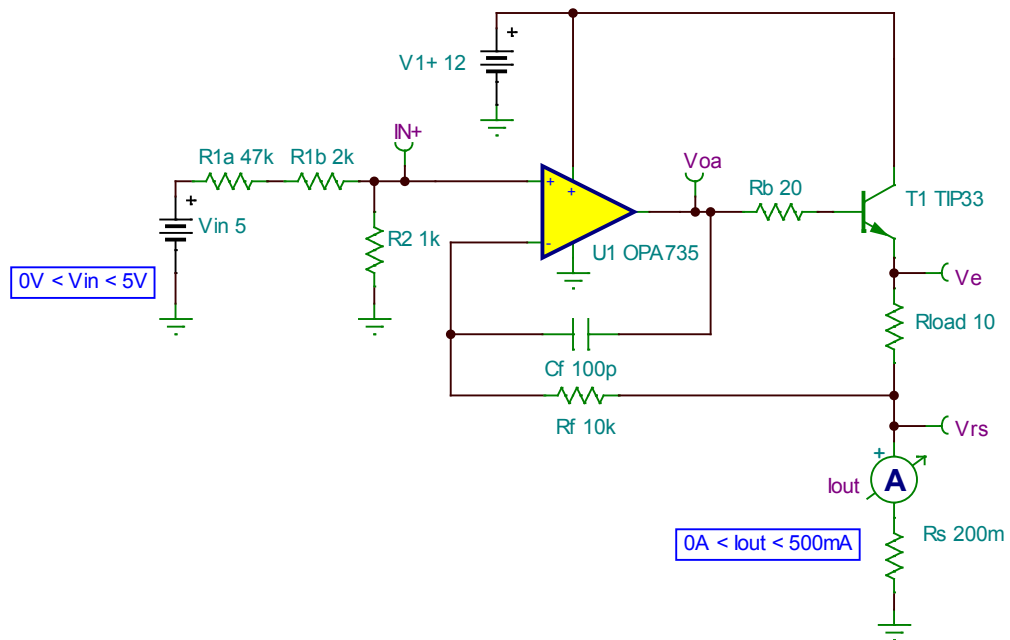 +
V1+ 12
IN+
R1a 47k
R1b 2k
+
Vin 5
R2 1k
0V < Vin < 5V
+
+
-
U1 OPA735
Voa
Rb 20
T1 TIP33
Ve
Rload 10
Cf 100p
Rf 10k
Vrs
+
A
Iout
0A < Iout < 500mA
Rs 200m